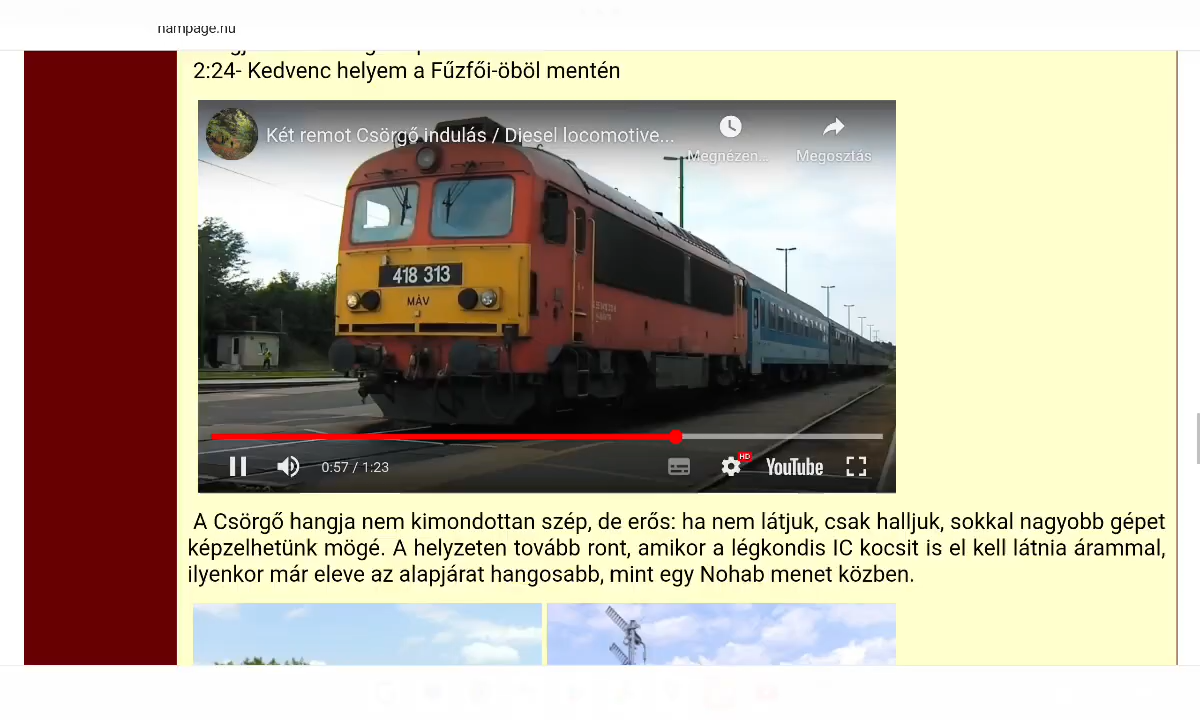 hampage.hu
2:24- Kedvenc helyem a Fűzfői-öböl mentén
Két remot Csörgő indulás / Diesel locomotive...
Megnézen...
Megosztás
418 313
MÁV
0:57 / 1:23
HD
YouTube
A Csörgő hangja nem kimondottan szép, de erős: ha nem látjuk, csak halljuk, sokkal nagyobb gépet
képzelhetünk mögé. A helyzeten tovább ront, amikor a légkondis IC kocsit is el kell látnia árammal,
ilyenkor már eleve az alapjárat hangosabb, mint egy Nohab menet közben.